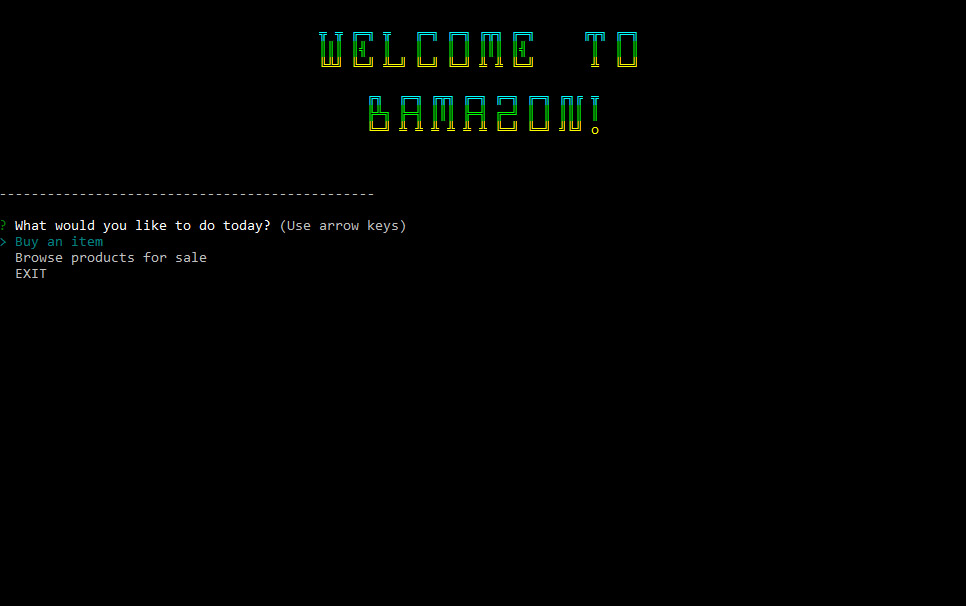 WELCOME TO
BAMAZON!
-----------------------------------------------
? What would you like to do today? (Use arrow keys)
> Buy an item
Browse products for sale
EXIT